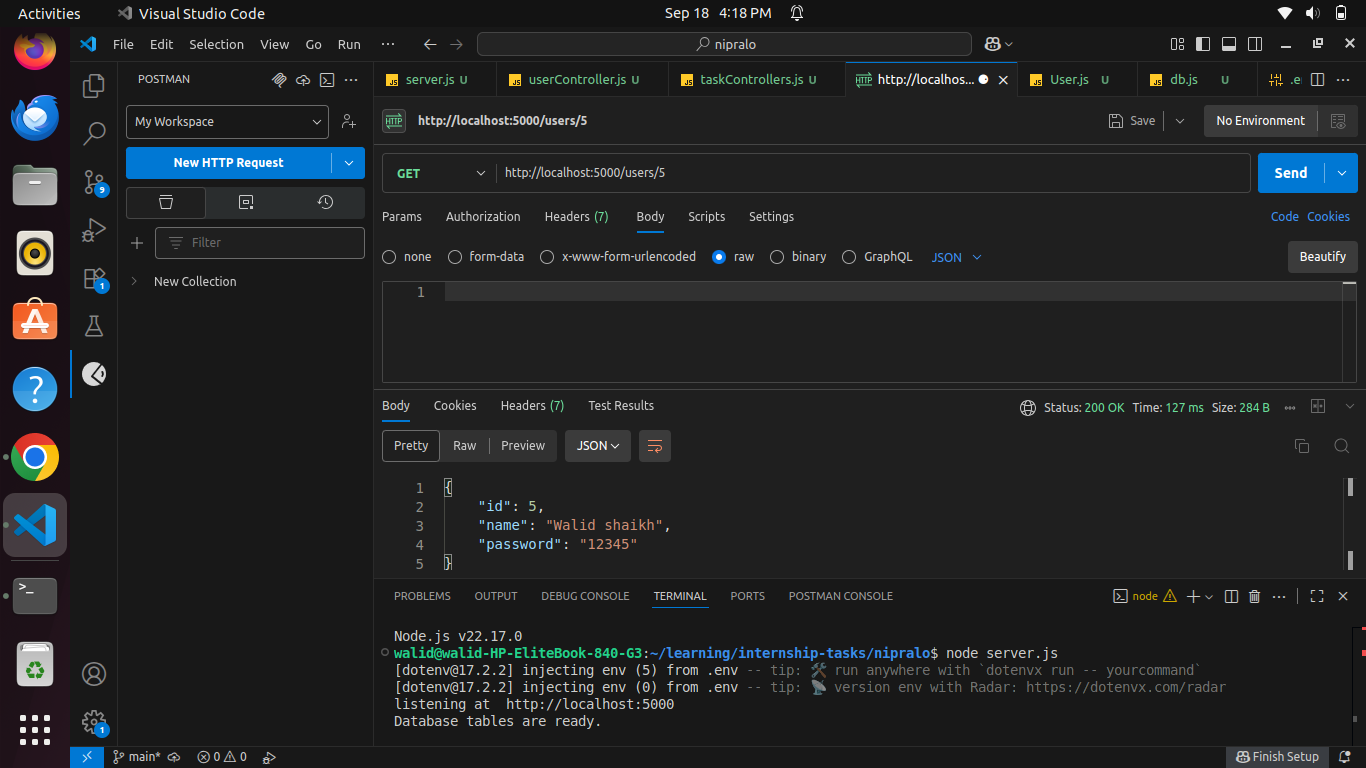 Activities
Visual Studio Code
Sep 18 4:18 PM
File Edit Selection View Go Run ···
nipralo
POSTMAN
server.js U
userController.js U
taskControllers.js U
http://localhos...
User.js U
db.js U
.e
My Workspace
HTTP http://localhost:5000/users/5
Save
No Environment
New HTTP Request
GET http://localhost:5000/users/5
Send
Params Authorization Headers (7) Body Scripts Settings
Code Cookies
Filter
none form-data x-www-form-urlencoded raw binary GraphQL JSON
Beautify
New Collection
1
9
1
Body Cookies Headers (7) Test Results
Status: 200 OK Time: 127 ms Size: 284 B
Pretty Raw Preview JSON
1 {
2 "id": 5,
3 "name": "Walid shaikh",
4 "password": "12345"
5 }
PROBLEMS OUTPUT DEBUG CONSOLE TERMINAL PORTS POSTMAN CONSOLE
node
Node.js v22.17.0
walid@walid-HP-EliteBook-840-G3:~/learning/internship-tasks/nipralo$ node server.js
[dotenv@17.2.2] injecting env (5) from .env -- tip: 🛠️ run anywhere with `dotenvx run -- yourcommand`
[dotenv@17.2.2] injecting env (0) from .env -- tip: 📡 version env with Radar: https://dotenvx.com/radar
listening at http://localhost:5000
Database tables are ready.
1
main*
0 0
Finish Setup